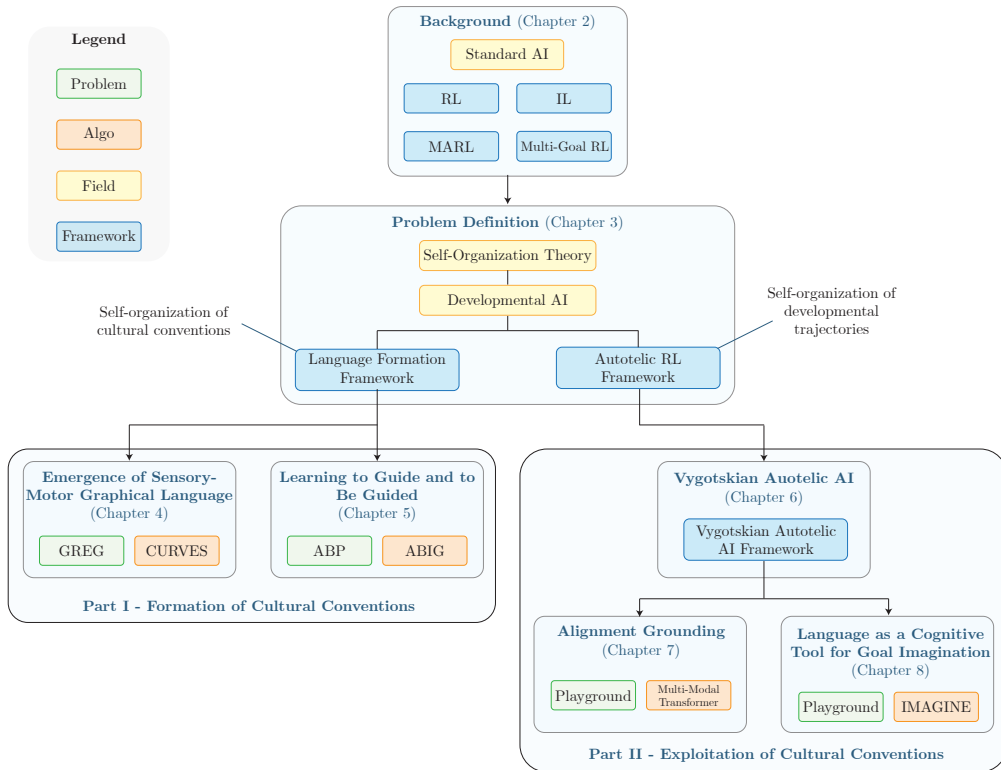 Legend
Problem
Algo
Field
Framework
Background (Chapter 2)
Standard AI
RL
IL
MARL
Multi-Goal RL
Problem Definition (Chapter 3)
Self-Organization Theory
Developmental AI
Self-organization of
cultural conventions
Self-organization of
developmental
trajectories
Language Formation
Framework
Autotelic RL
Framework
Emergence of Sensory-
Motor Graphical Language
(Chapter 4)
GREG
CURVES
Learning to Guide and to
Be Guided
(Chapter 5)
ABP
ABIG
Part I - Formation of Cultural Conventions
Vygotskian Auotelic AI
(Chapter 6)
Vygotskian Autotelic
AI Framework
Alignment Grounding
(Chapter 7)
Playground
Multi-Modal
Transformer
Language as a Cognitive
Tool for Goal Imagination
(Chapter 8)
Playground
IMAGINE
Part II - Exploitation of Cultural Conventions